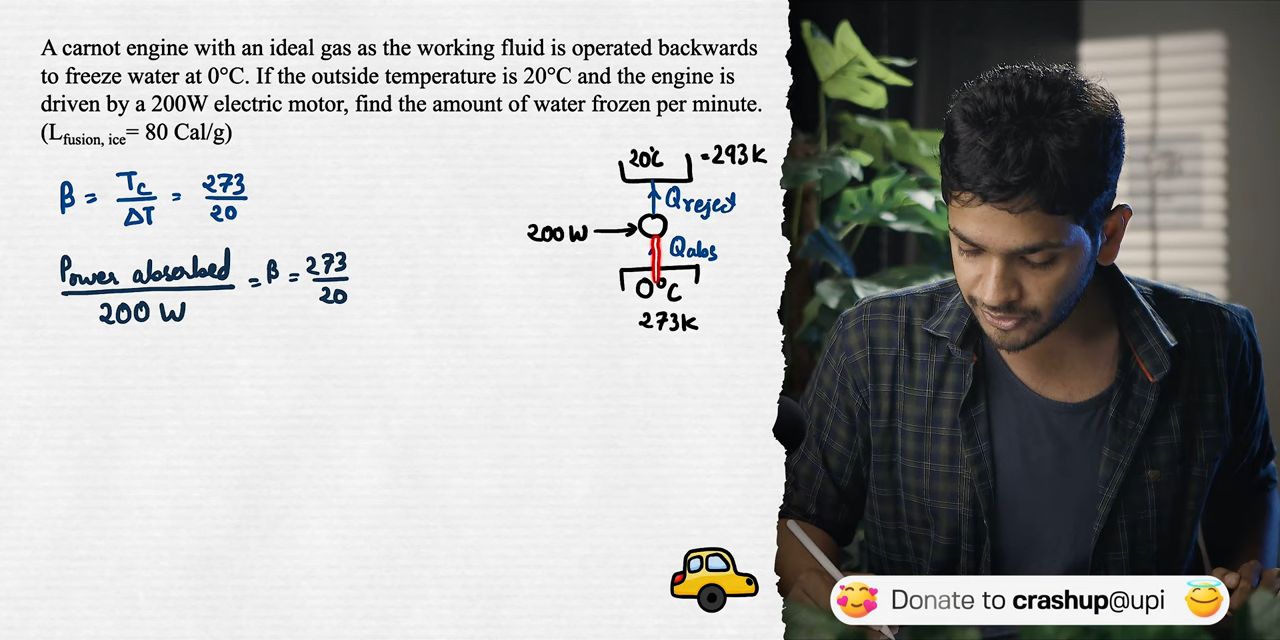 A carnot engine with an ideal gas as the working fluid is operated backwards
to freeze water at 0°C. If the outside temperature is 20°C and the engine is
driven by a 200W electric motor, find the amount of water frozen per minute.
(Lfusion, ice= 80 Cal/g)
β = Tc/ΔT = 273/20
Power absorbed/200 W = β = 273/20
20°C = 293K
Qreject
200W
Qabs
0°C
273K
Donate to crashup@upi